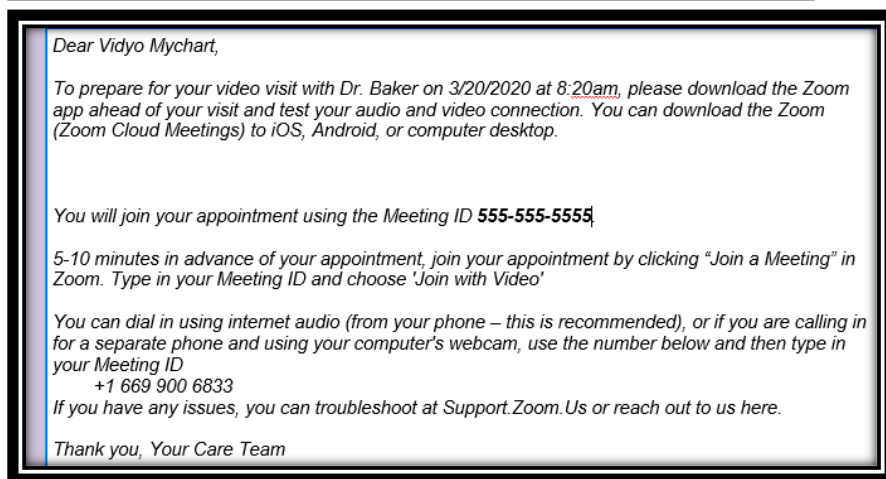 Dear Vidyo Mychart,
To prepare for your video visit with Dr. Baker on 3/20/2020 at 8:20am, please download the Zoom
app ahead of your visit and test your audio and video connection. You can download the Zoom
(Zoom Cloud Meetings) to iOS, Android, or computer desktop.
You will join your appointment using the Meeting ID 555-555-5555
5-10 minutes in advance of your appointment, join your appointment by clicking “Join a Meeting” in
Zoom. Type in your Meeting ID and choose 'Join with Video'
You can dial in using internet audio (from your phone – this is recommended), or if you are calling in
for a separate phone and using your computer's webcam, use the number below and then type in
your Meeting ID
+1 669 900 6833
If you have any issues, you can troubleshoot at Support.Zoom.Us or reach out to us here.
Thank you, Your Care Team